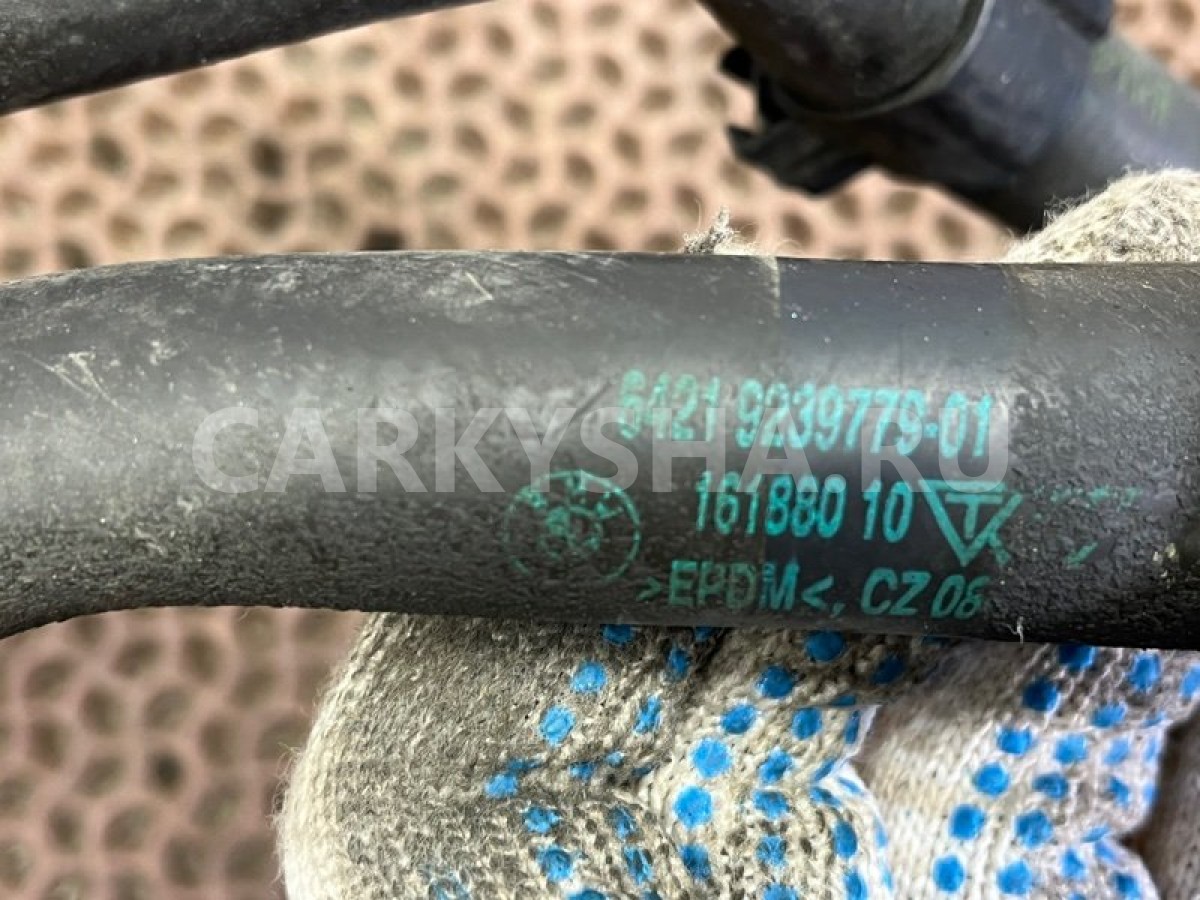 6421 9239779-01
CARKYSHA.RU
161880 10
>EPDM<, CZ 08